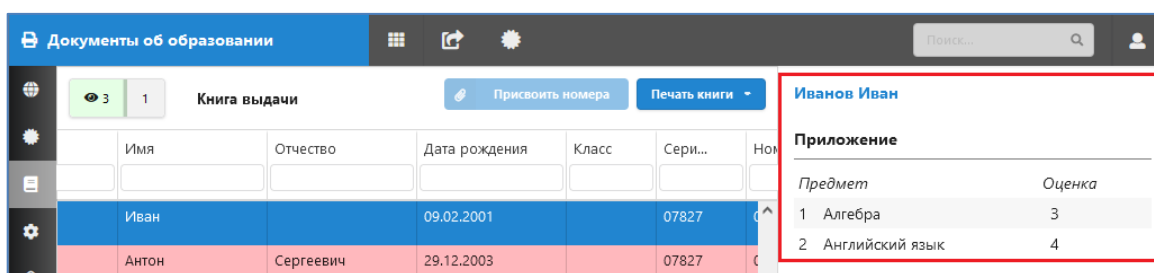 Документы об образовании
Поиск...
3 1 Книга выдачи Присвоить номера Печать книги
Имя Отчество Дата рождения Класс Сери...
Иван 09.02.2001 07827
Антон Сергеевич 29.12.2003 07827
Иванов Иван
Приложение
Предмет Оценка
1 Алгебра 3
2 Английский язык 4